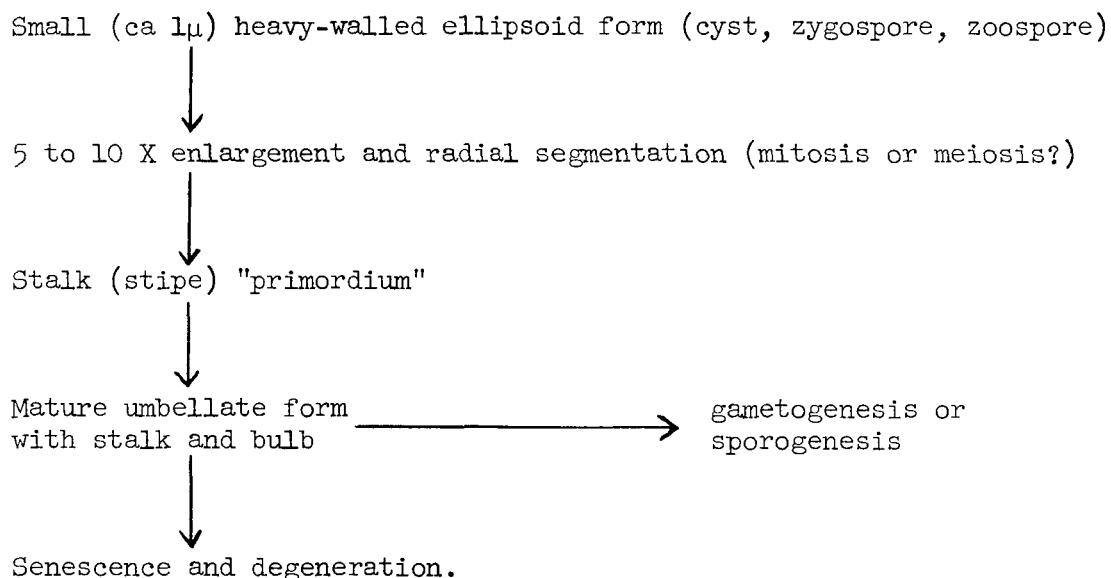 Small (ca 1μ) heavy-walled ellipsoid form (cyst, zygospore, zoospore)
5 to 10 X enlargement and radial segmentation (mitosis or meiosis?)
Stalk (stipe) "primordium"
Mature umbellate form
with stalk and bulb
gametogenesis or
sporogenesis
Senescence and degeneration.